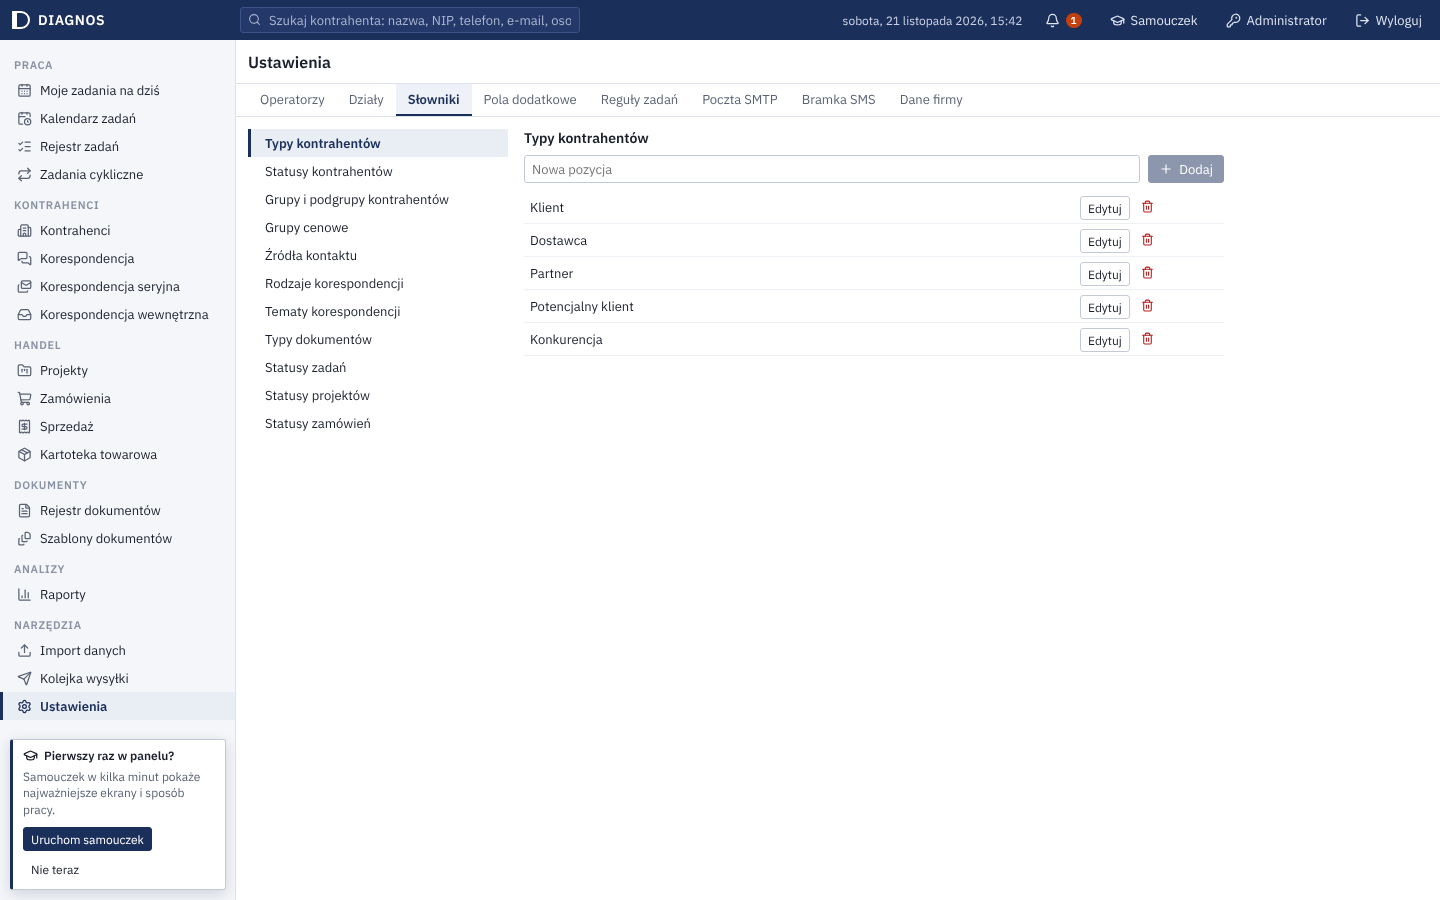 DIAGNOS
Szukaj kontrahenta: nazwa, NIP, telefon, e-mail, oso
sobota, 21 listopada 2026, 15:42
1
Samouczek
Administrator
Wyloguj
PRACA
Moje zadania na dziś
Kalendarz zadań
Rejestr zadań
Zadania cykliczne
KONTRAHENCI
Kontrahenci
Korespondencja
Korespondencja seryjna
Korespondencja wewnętrzna
HANDEL
Projekty
Zamówienia
Sprzedaż
Kartoteka towarowa
DOKUMENTY
Rejestr dokumentów
Szablony dokumentów
ANALIZY
Raporty
NARZĘDZIA
Import danych
Kolejka wysyłki
Ustawienia
Pierwszy raz w panelu?
Samouczek w kilka minut pokaże
najważniejsze ekrany i sposób
pracy.
Uruchom samouczek
Nie teraz
Ustawienia
Operatorzy
Działy
Słowniki
Pola dodatkowe
Reguły zadań
Poczta SMTP
Bramka SMS
Dane firmy
Typy kontrahentów
Statusy kontrahentów
Grupy i podgrupy kontrahentów
Grupy cenowe
Źródła kontaktu
Rodzaje korespondencji
Tematy korespondencji
Typy dokumentów
Statusy zadań
Statusy projektów
Statusy zamówień
Typy kontrahentów
Nowa pozycja
Dodaj
Klient
Edytuj
Dostawca
Edytuj
Partner
Edytuj
Potencjalny klient
Edytuj
Konkurencja
Edytuj